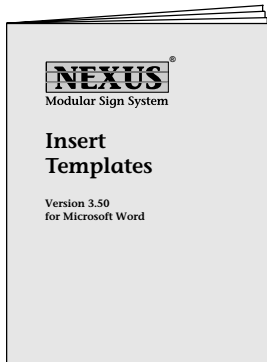 NEXUS®
Modular Sign System
Insert
Templates
Version 3.50
for Microsoft Word